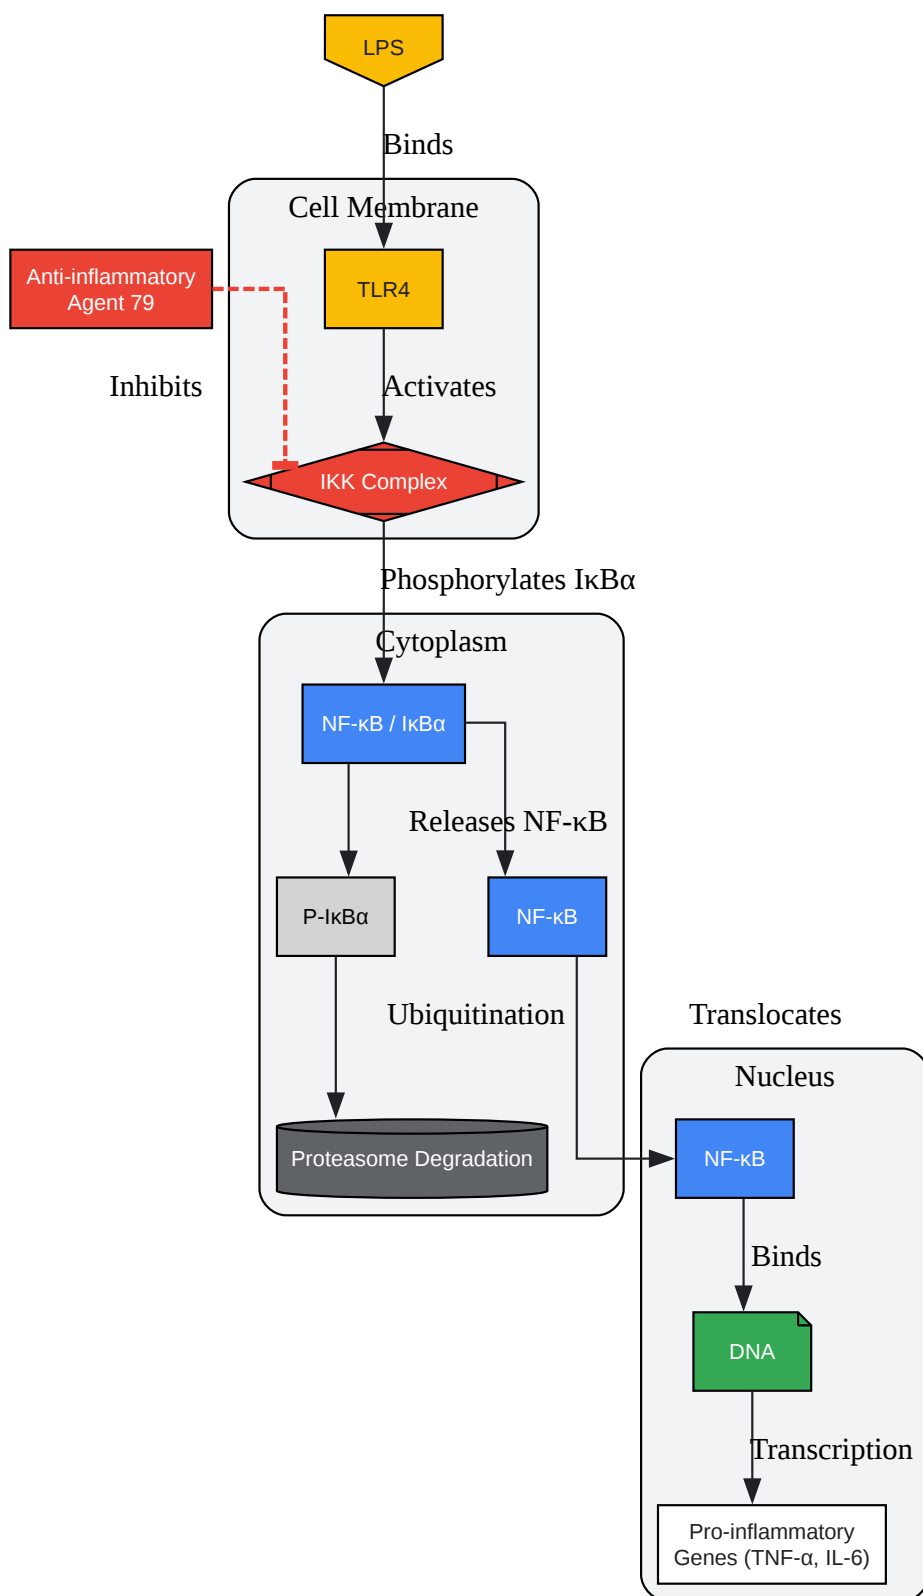 LPS
Binds
Cell Membrane
Anti-inflammatory
Agent 79
TLR4
Inhibits
Activates
IKK Complex
Phosphorylates IκBα
Cytoplasm
NF-κB / IκBα
Releases NF-κB
P-IκBα
NF-κB
Ubiquitination
Translocates
Nucleus
NF-κB
Proteasome Degradation
Binds
DNA
Transcription
Pro-inflammatory
Genes (TNF-α, IL-6)